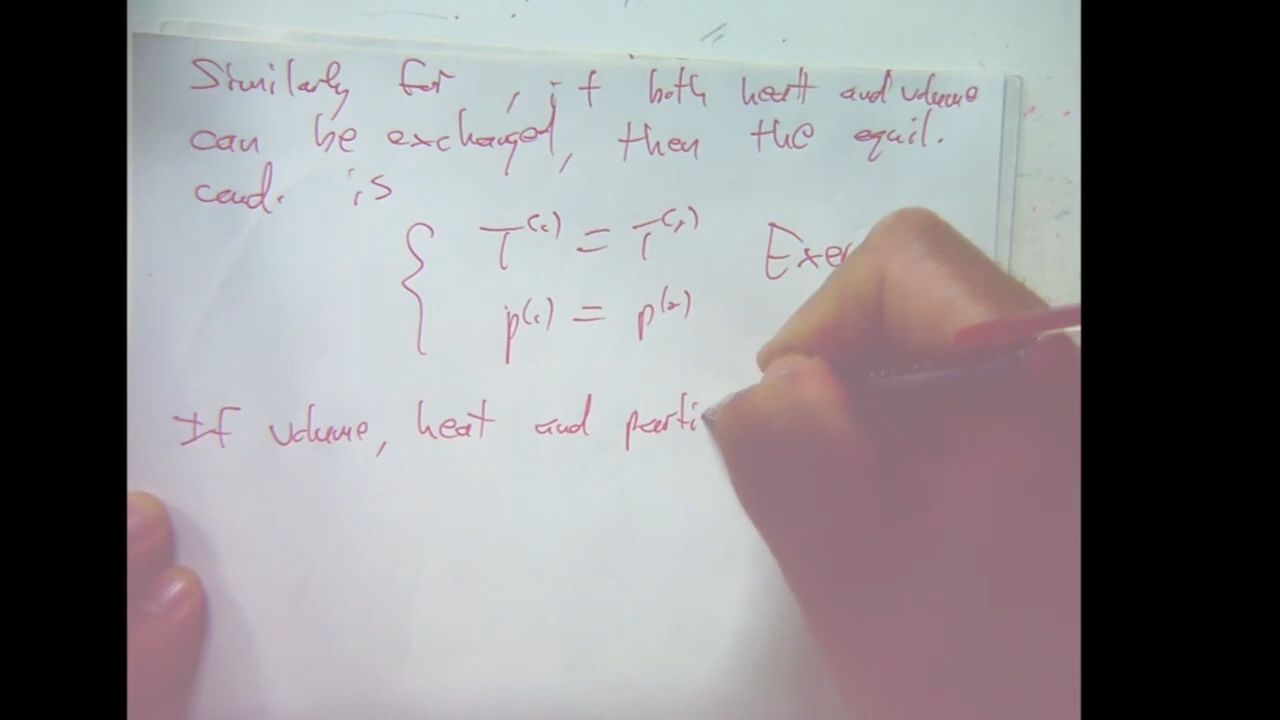 Similarly for , if both heat and volume
can be exchanged, then the equil.
cond. is
{ T^(1) = T^(2) Exer
p^(1) = p^(2)
If volume, heat and parti